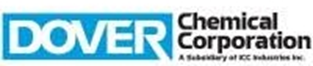 DOVER Chemical
Corporation
A Subsidiary of ICC Industries Inc.